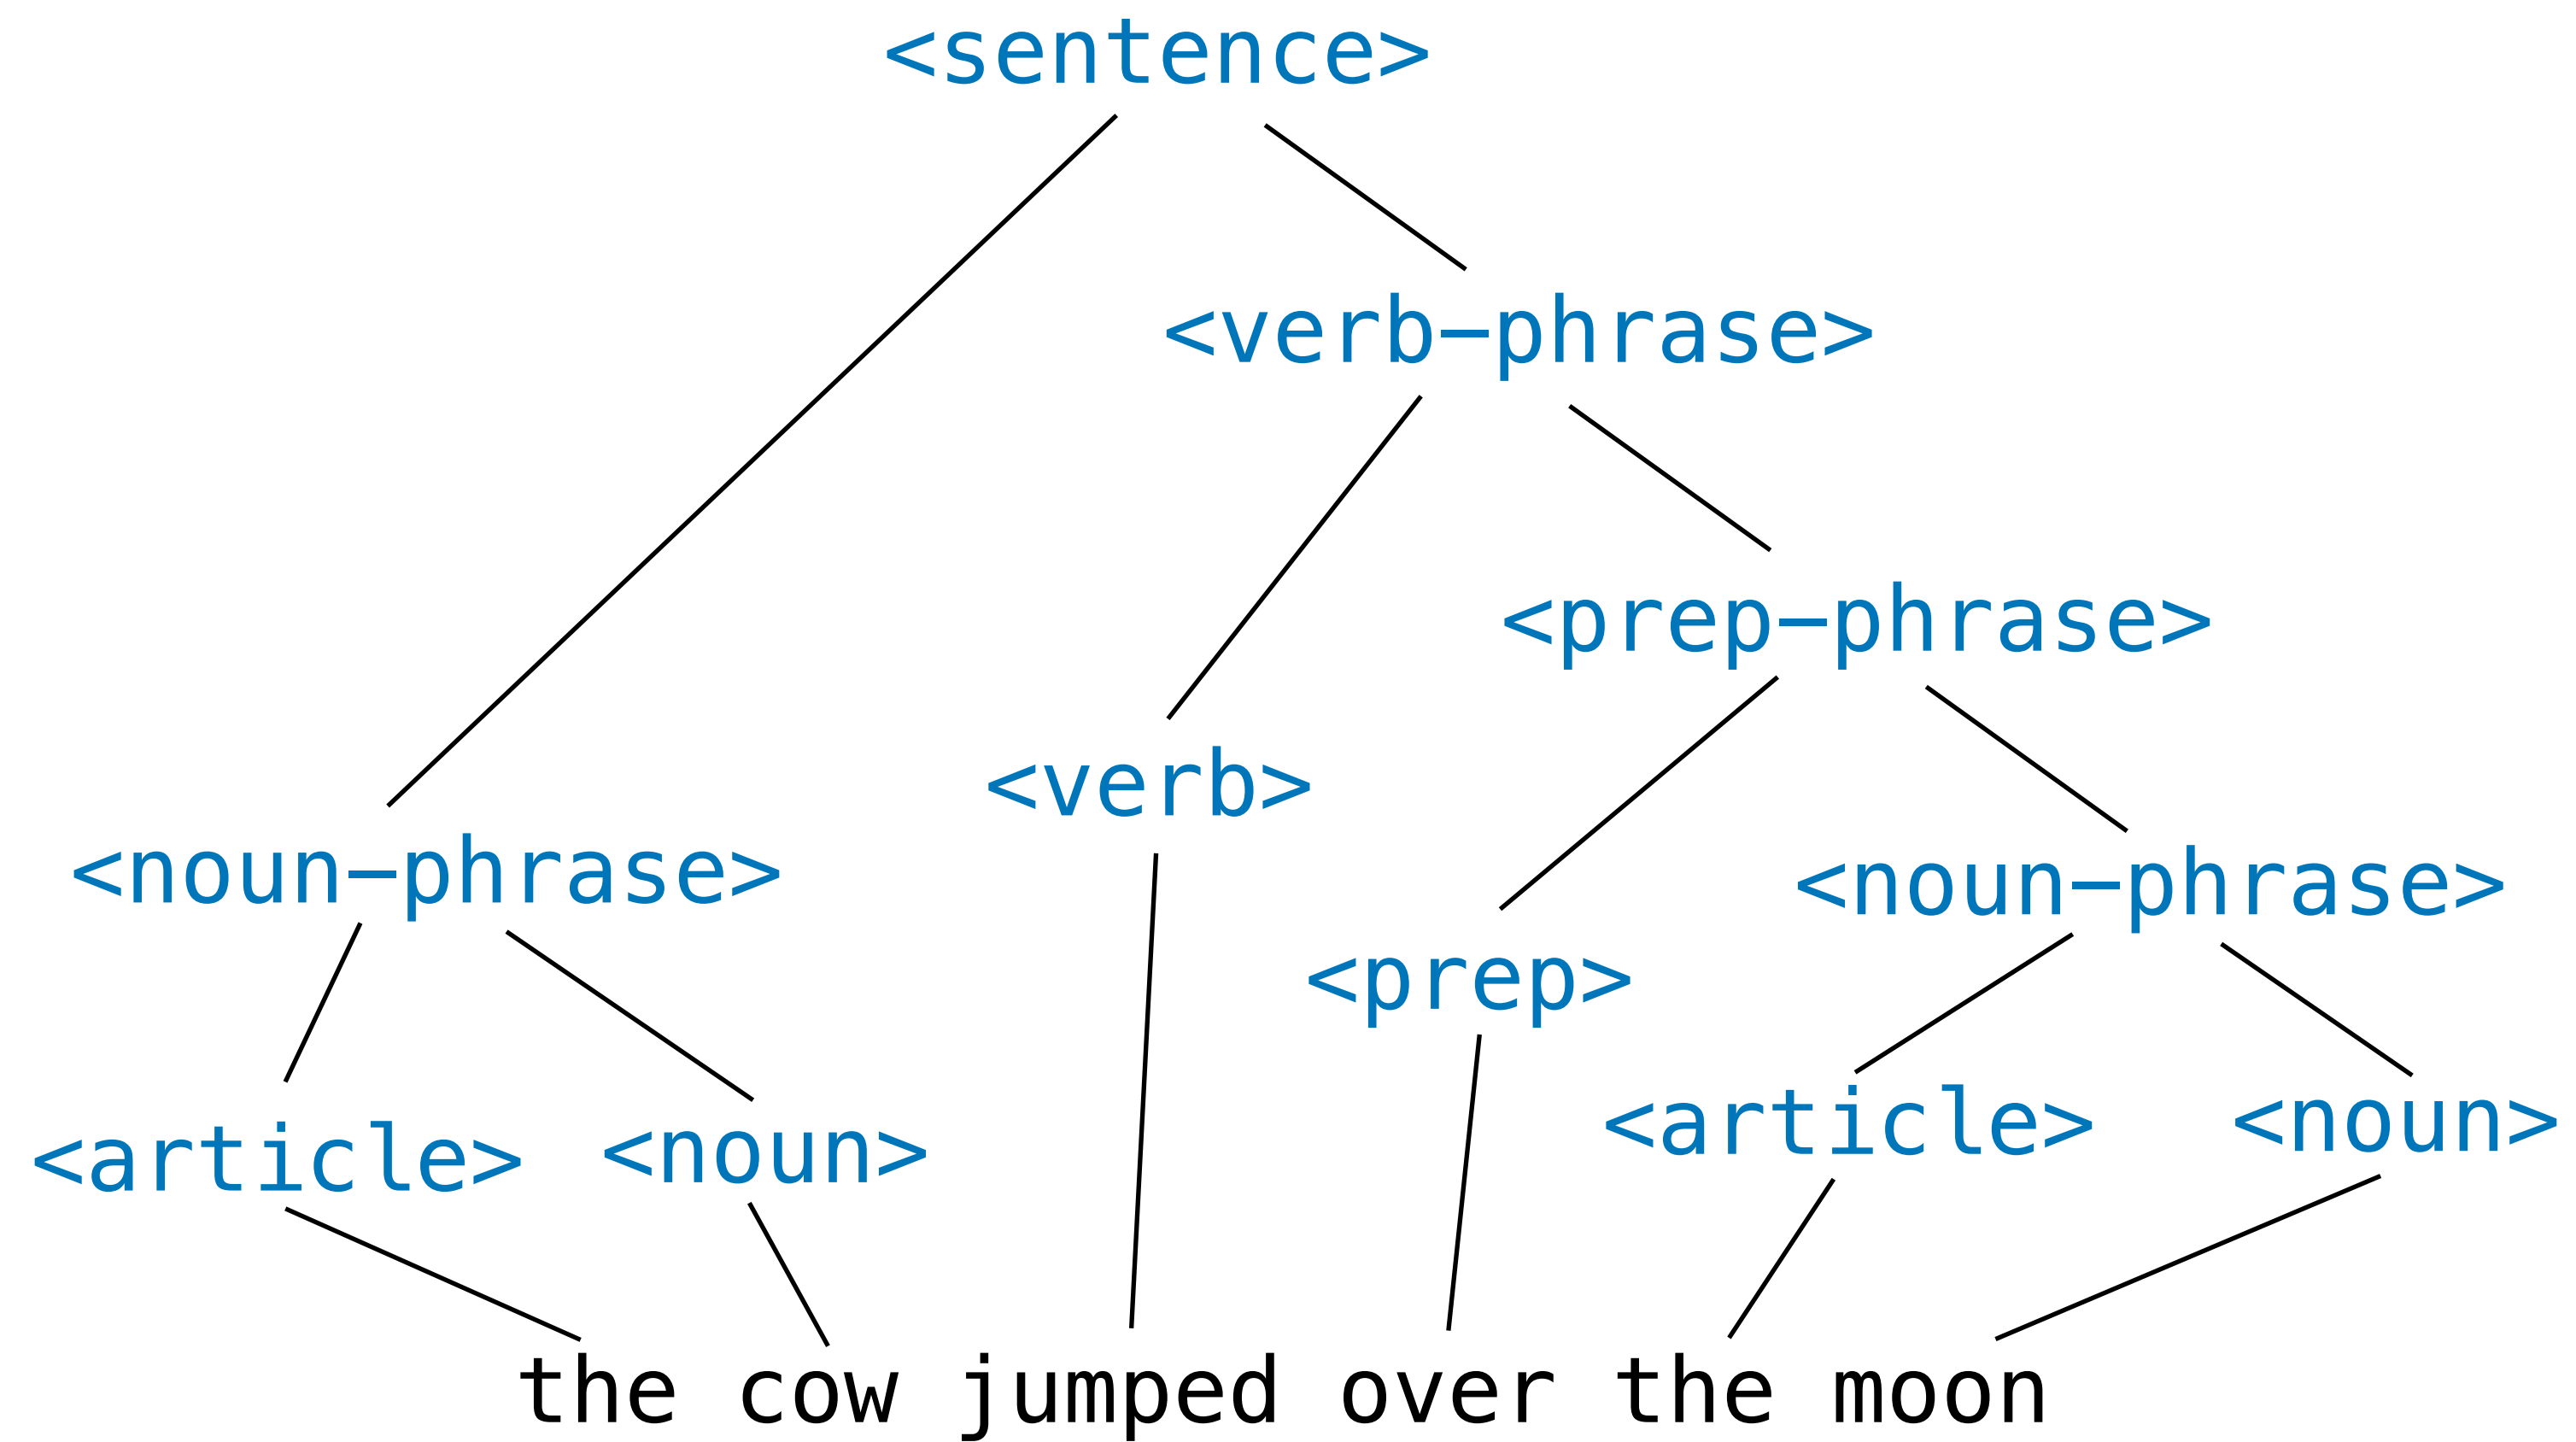 <sentence>
<verb-phrase>
<prep-phrase>
<verb>
<noun-phrase> <noun-phrase>
<prep>
<article> <noun> <article> <noun>
the cow jumped over the moon